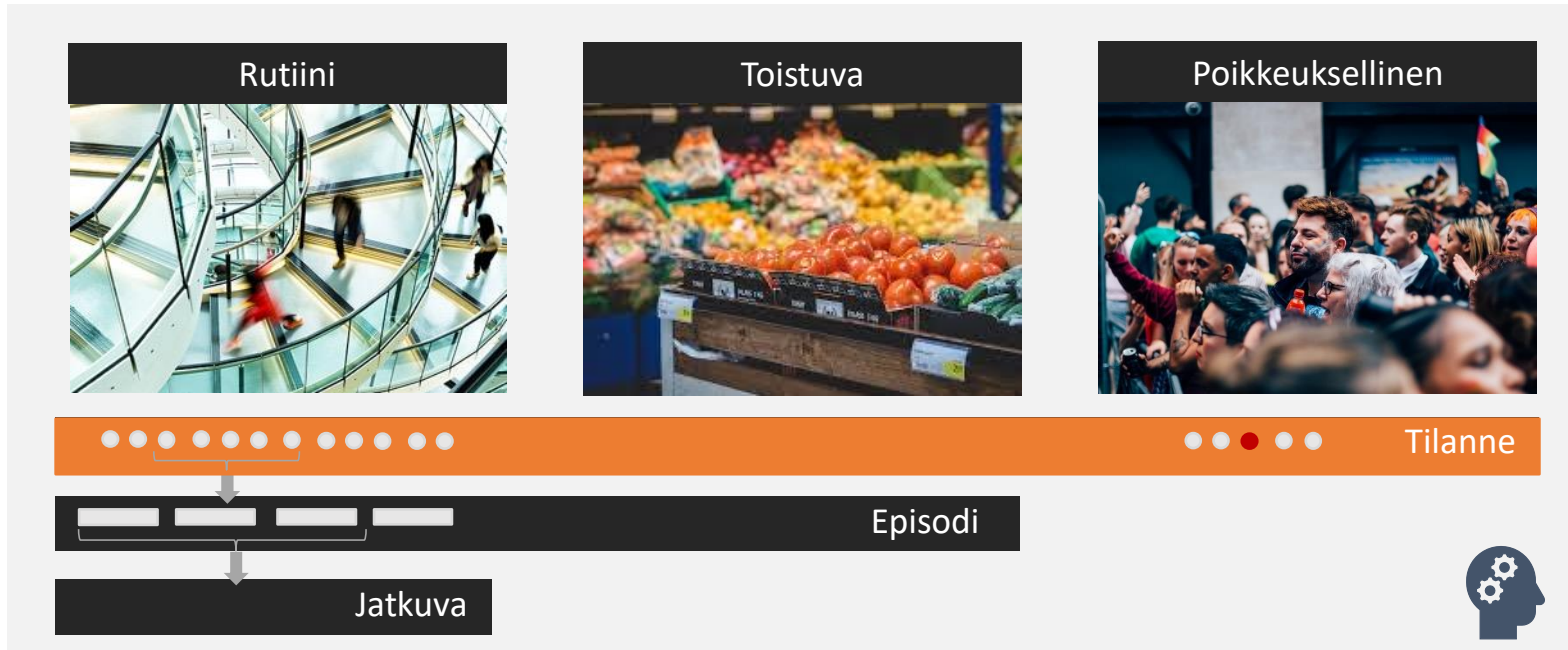 Rutiini
Toistuva
Poikkeuksellinen
Tilanne
Episodi
Jatkuva